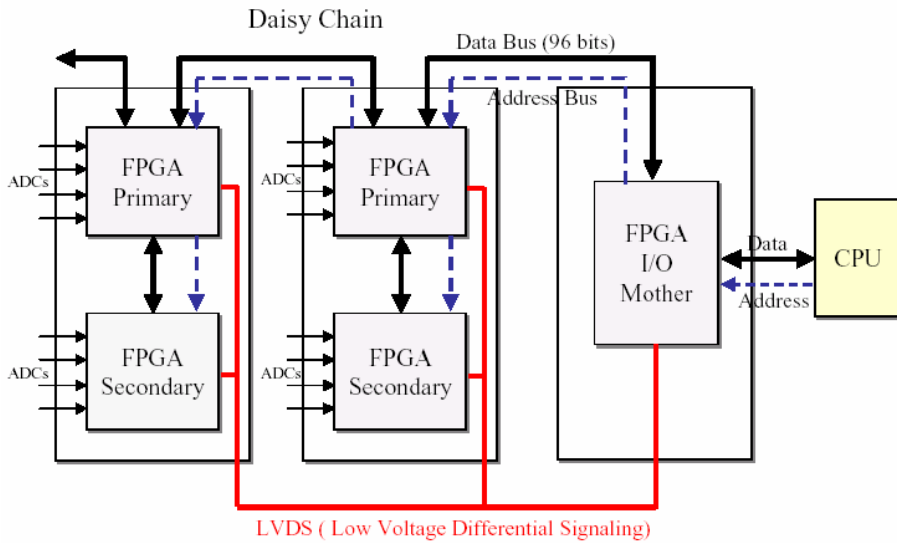 Daisy Chain
Data Bus (96 bits)
Address Bus
ADCs
FPGA
Primary
ADCs
FPGA
Primary
FPGA
I/O
Mother
Data
Address
CPU
ADCs
FPGA
Secondary
ADCs
FPGA
Secondary
LVDS ( Low Voltage Differential Signaling)